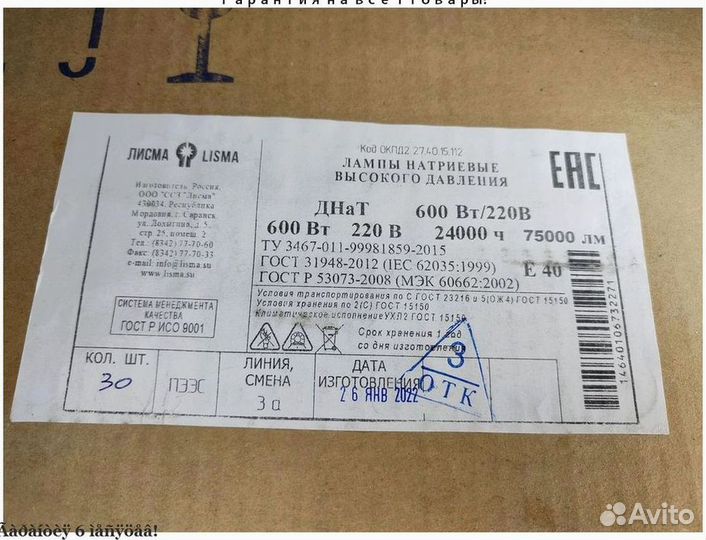 Гарантия на все товары!
ЛИСМА LISMA
Изготовитель Россия,
ООО "ССЗ "Лисма"
430034, Республика
Мордовия, г. Саранск,
стр. 25, помещ. 2
Тел.: (8342) 77-70-60
Факс: (8342) 77-70-33
e-mail: info@lisma.su
www.lisma.su
СИСТЕМА МЕНЕДЖМЕНТА
КАЧЕСТВА
ГОСТ Р ИСО 9001
Код ОКПД2 27.40.15.112
ЛАМПЫ НАТРИЕВЫЕ
ВЫСОКОГО ДАВЛЕНИЯ
EAC
ДНаТ 600 Вт/220В
600 Вт 220 В 24000 ч 75000 лм
ТУ 3467-011-99981859-2015
ГОСТ 31948-2012 (IEC 62035:1999) E 40
ГОСТ Р 53073-2008 (МЭК 60662:2002)
Условия транспортирования по С ГОСТ 23216 и 5(ОЖ4) ГОСТ 15150
Условия хранения по 2(С) ГОСТ 15150
Климатическое исполнение УХЛ2 ГОСТ 15150
Срок хранения 1 год
со дня изготовления
14640106732271
КОЛ. ШТ.
30
ПЭЭС
ЛИНИЯ,
СМЕНА
3а
ДАТА
ИЗГОТОВЛЕНИЯ
26 ЯНВ 2022
3
ОТК
Ãàðàíòèÿ 6 ìåñÿöåâ!
Avito